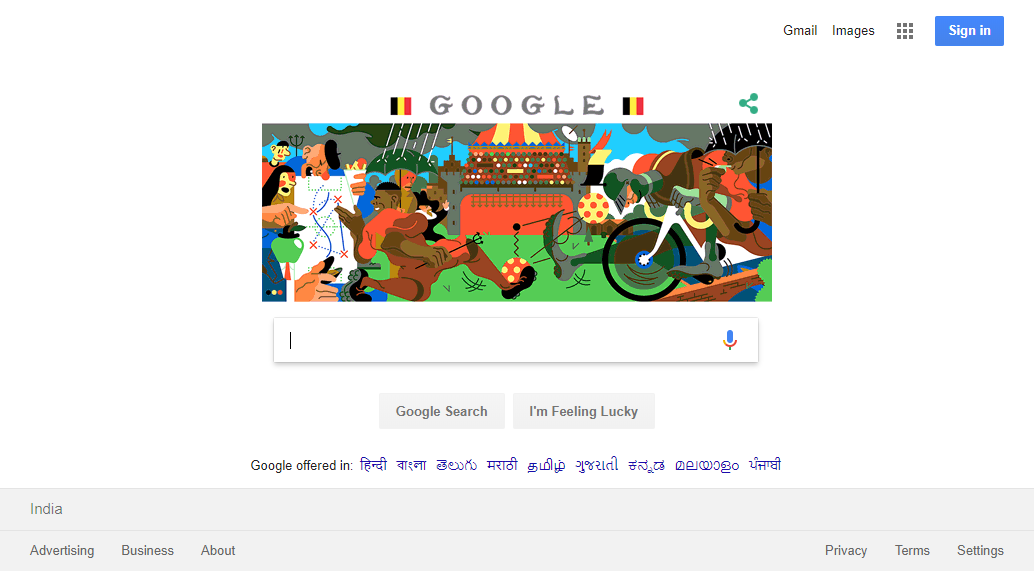 Gmail Images Sign in
GOOGLE
Google Search I'm Feeling Lucky
Google offered in: हिन्दी বাংলা తెలుగు मराठी தமிழ் ગુજરાતી ಕನ್ನಡ മലയാളം ਪੰਜਾਬੀ
India
Advertising Business About Privacy Terms Settings